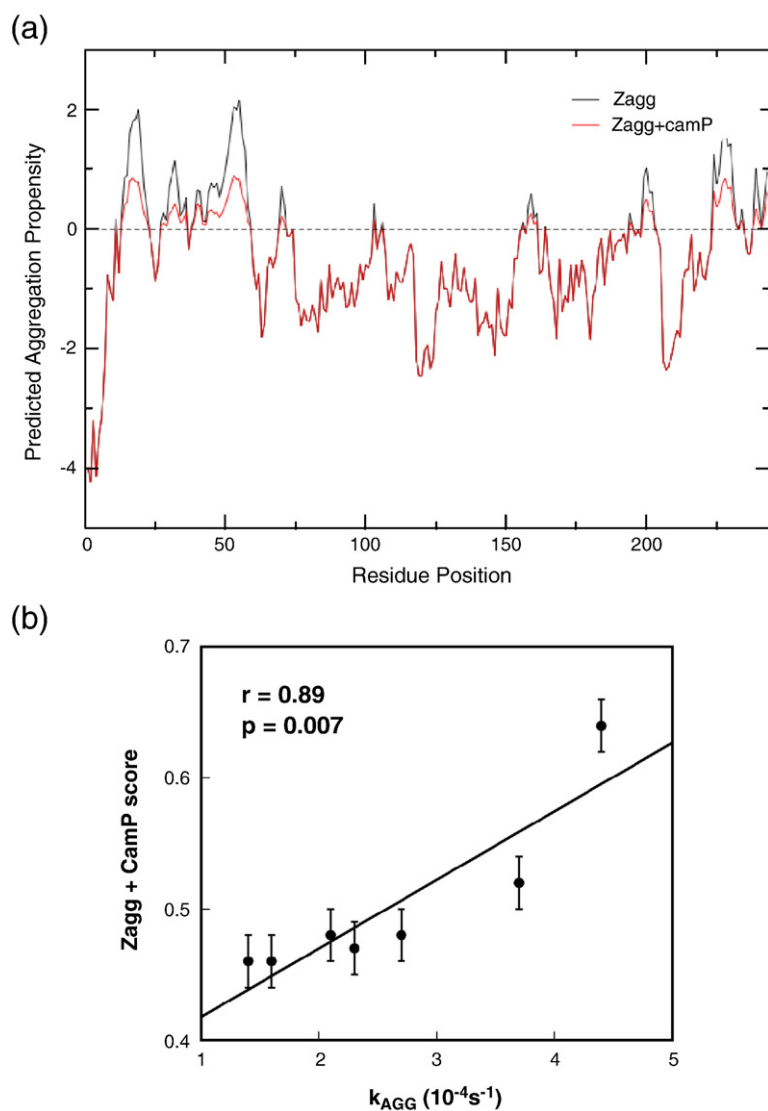 (a)
Predicted Aggregation Propensity
2
0
-2
-4
Zagg
Zagg+camP
0 50 100 150 200
Residue Position
(b)
Zagg + CamP score
0.7
0.6
0.5
0.4
r = 0.89
p = 0.007
1 2 3 4 5
kAGG (10-4s-1)